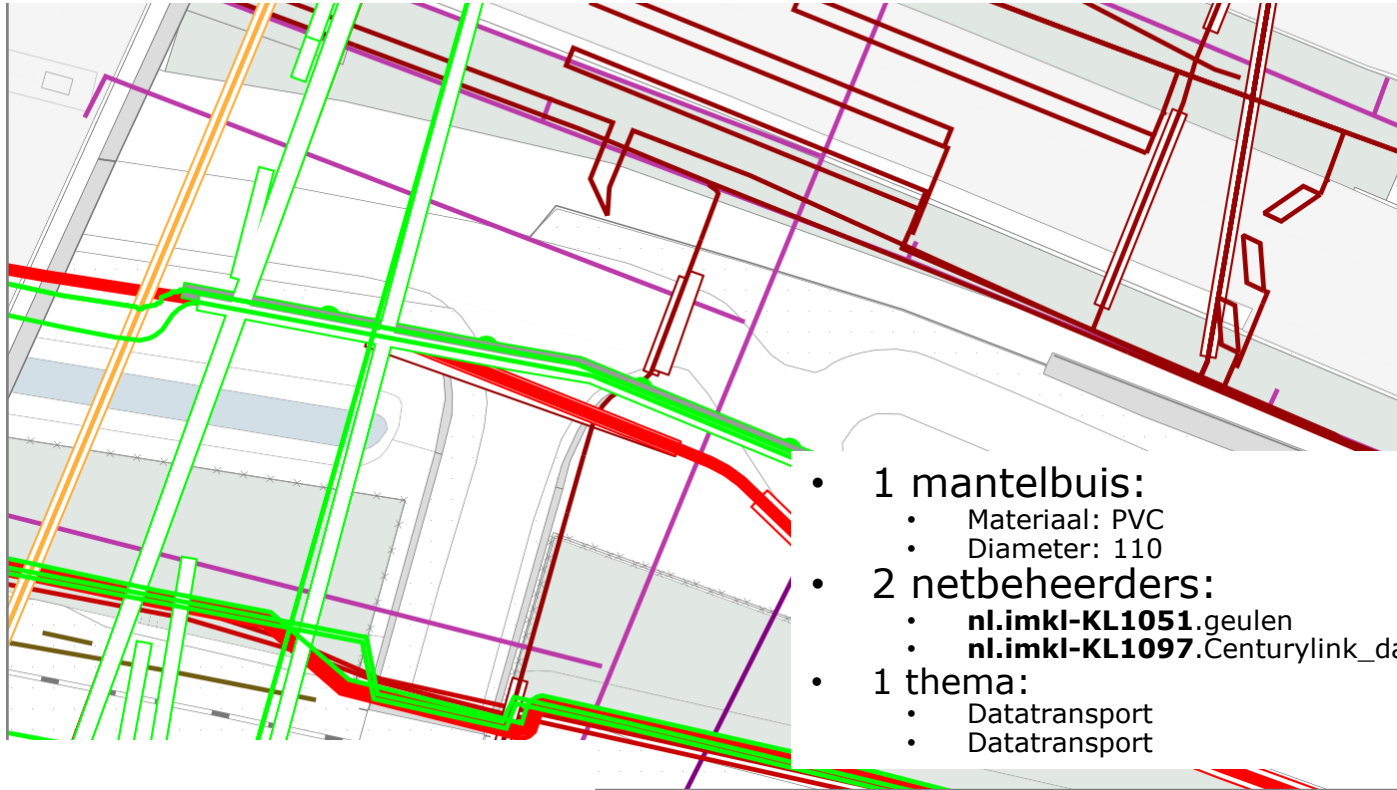 • 1 mantelbuis:
• Materiaal: PVC
• Diameter: 110
• 2 netbeheerders:
• nl.imkl-KL1051.geulen
• nl.imkl-KL1097.Centurylink_da
• 1 thema:
• Datatransport
• Datatransport